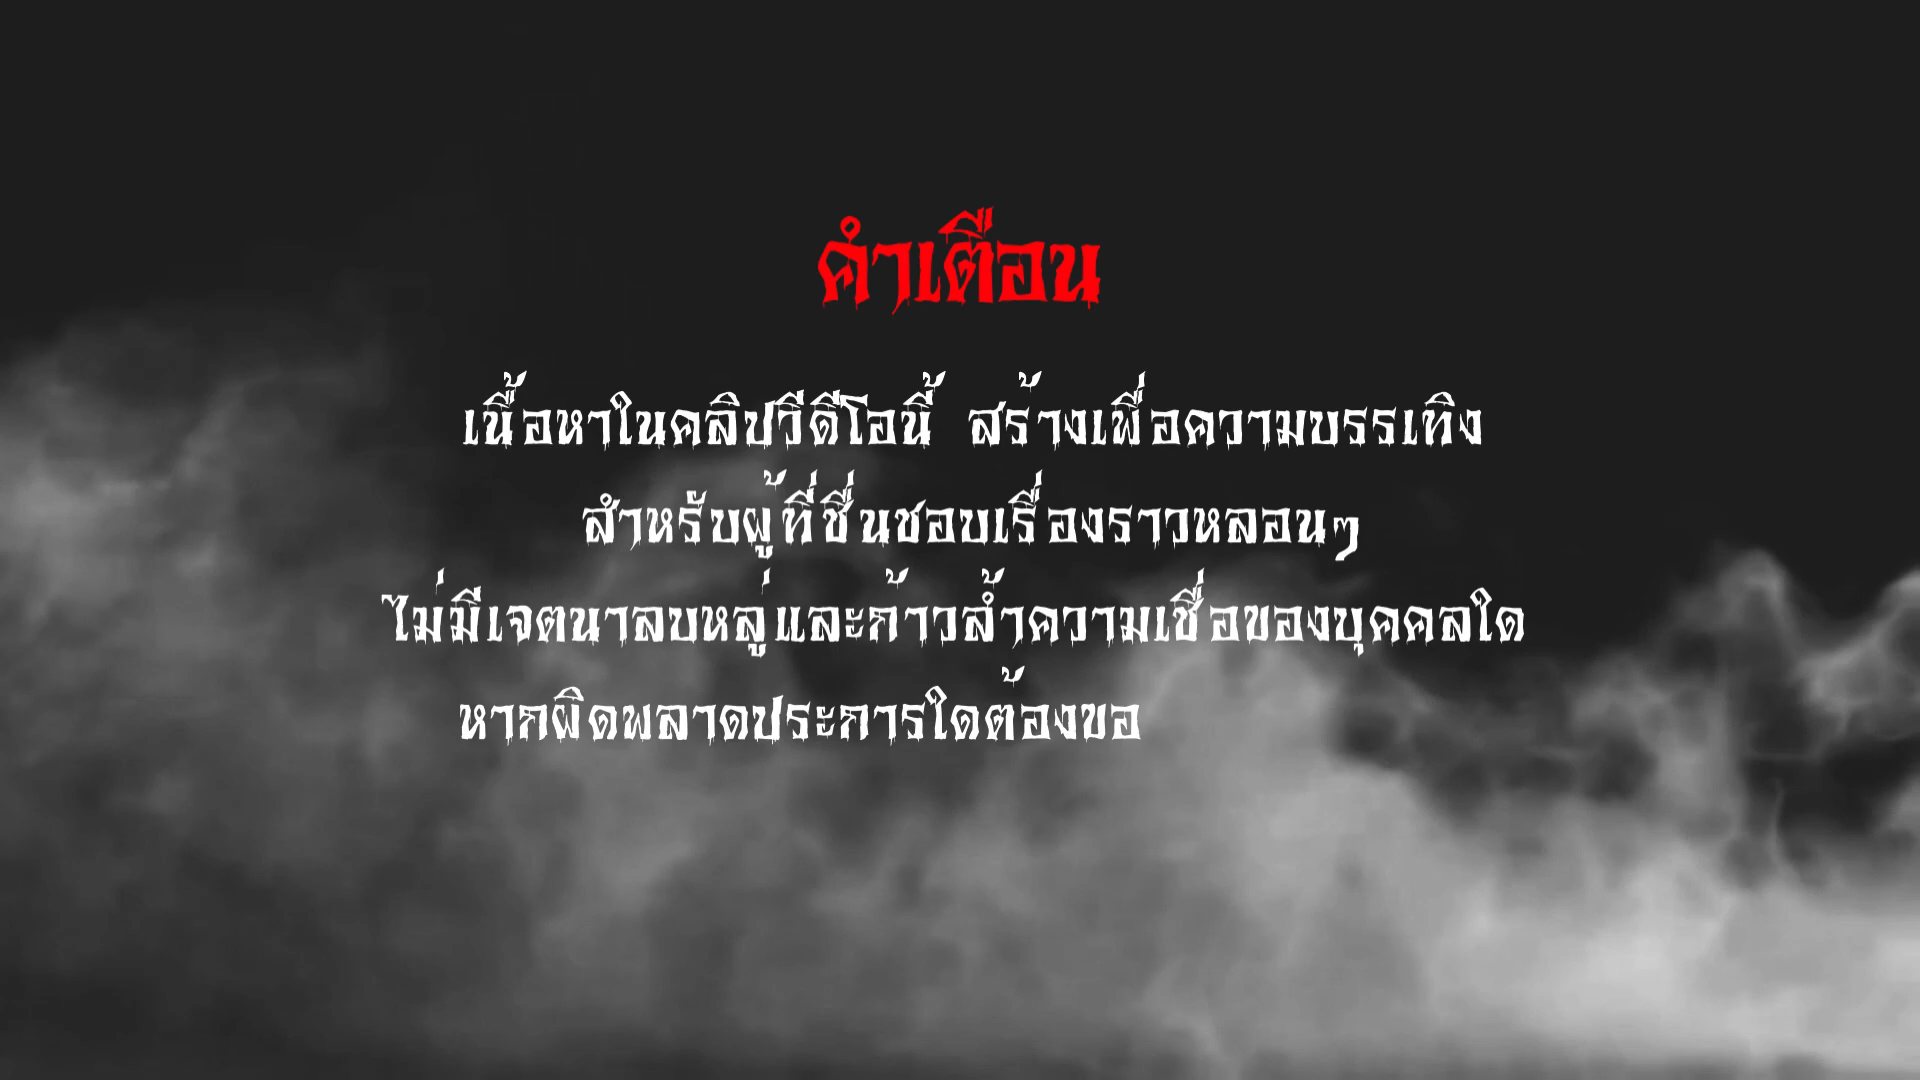 คำเตือน
เนื้อหาในคลิปวีดีโอนี้ สร้างเพื่อความบรรเทิง
สำหรับผู้ที่ชื่นชอบเรื่องราวหลอนๆ
ไม่มีเจตนาลบหลู่และก้าวล้ำความเชื่อของบุคคลใด
หากผิดพลาดประการใดต้องขอ